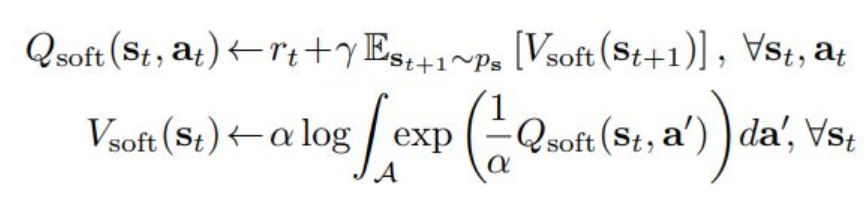 Q_soft(s_t, a_t) ← r_t + γ 𝔼_{s_{t+1}∼p_s} [V_soft(s_{t+1})] , ∀s_t, a_t
V_soft(s_t) ← α log ∫_𝒜 exp ( \frac{1}{α} Q_soft(s_t, a′) ) da′, ∀s_t